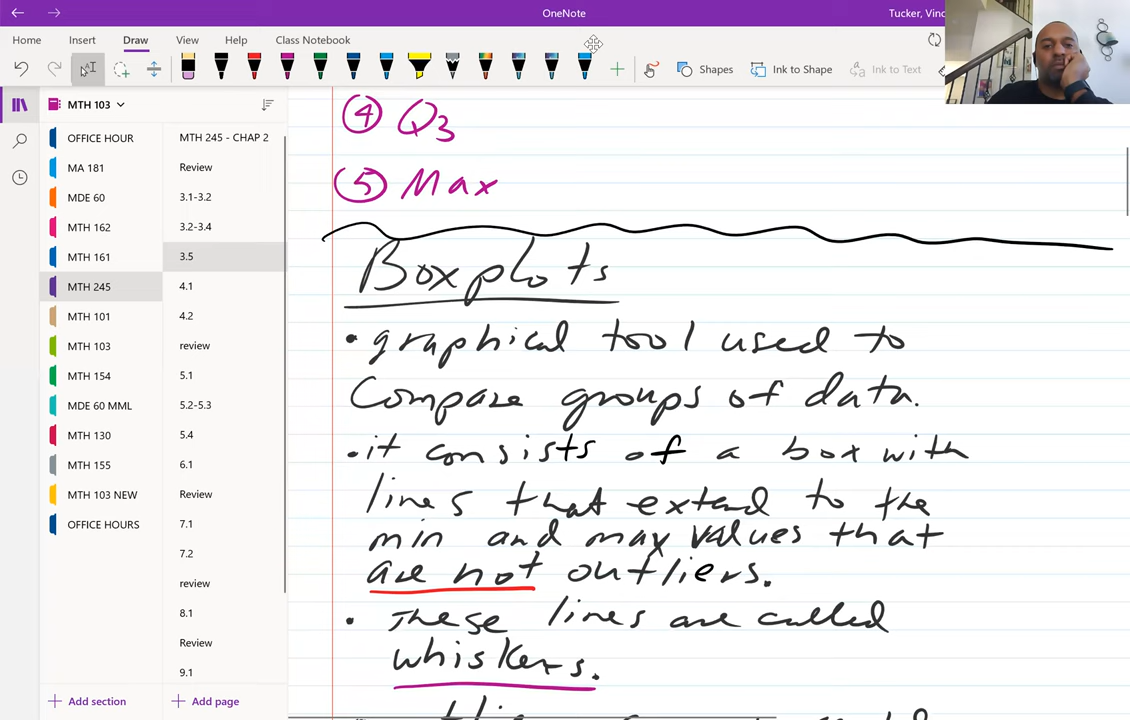 OneNote
Tucker, Vinc
Home Insert Draw View Help Class Notebook
Shapes Ink to Shape Ink to Text
MTH 103
OFFICE HOUR
MA 181
MDE 60
MTH 162
MTH 161
MTH 245
MTH 101
MTH 103
MTH 154
MDE 60 MML
MTH 130
MTH 155
MTH 103 NEW
OFFICE HOURS
Add section
MTH 245 - CHAP 2
Review
3.1-3.2
3.2-3.4
3.5
4.1
4.2
review
5.1
5.2-5.3
5.4
6.1
Review
7.1
7.2
review
8.1
Review
9.1
Add page
④ Q3
⑤ Max
Boxplots
• graphical tool used to
Compare groups of data.
• it consists of a box with
lines that extend to the
min and max values that
are not outliers.
• These lines are called
whiskers.